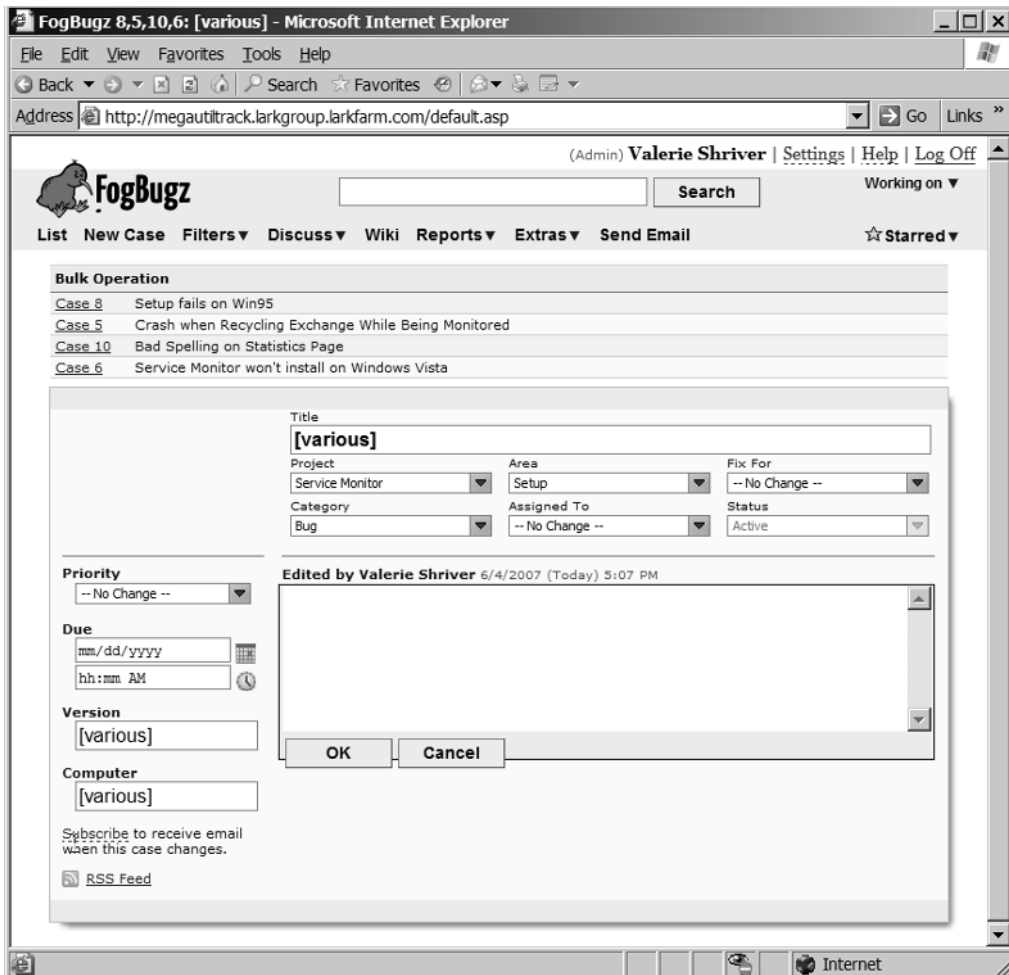 FogBugz 8,5,10,6: [various] - Microsoft Internet Explorer
File Edit View Favorites Tools Help
Back Search Favorites
Address http://megautiltrack.larkgroup.larkfarm.com/default.asp Go Links »
(Admin) Valerie Shriver | Settings | Help | Log Off
FogBugz Search Working on ▼
List New Case Filters▼ Discuss▼ Wiki Reports▼ Extras▼ Send Email ☆Starred▼
Bulk Operation
Case 8 Setup fails on Win95
Case 5 Crash when Recycling Exchange While Being Monitored
Case 10 Bad Spelling on Statistics Page
Case 6 Service Monitor won't install on Windows Vista
Title
[various]
Project Area Fix For
Service Monitor Setup -- No Change --
Category Assigned To Status
Bug -- No Change -- Active
Priority
-- No Change --
Edited by Valerie Shriver 6/4/2007 (Today) 5:07 PM
Due
mm/dd/yyyy
hh:mm AM
Version
[various]
OK Cancel
Computer
[various]
Subscribe to receive email
when this case changes.
RSS Feed
Internet